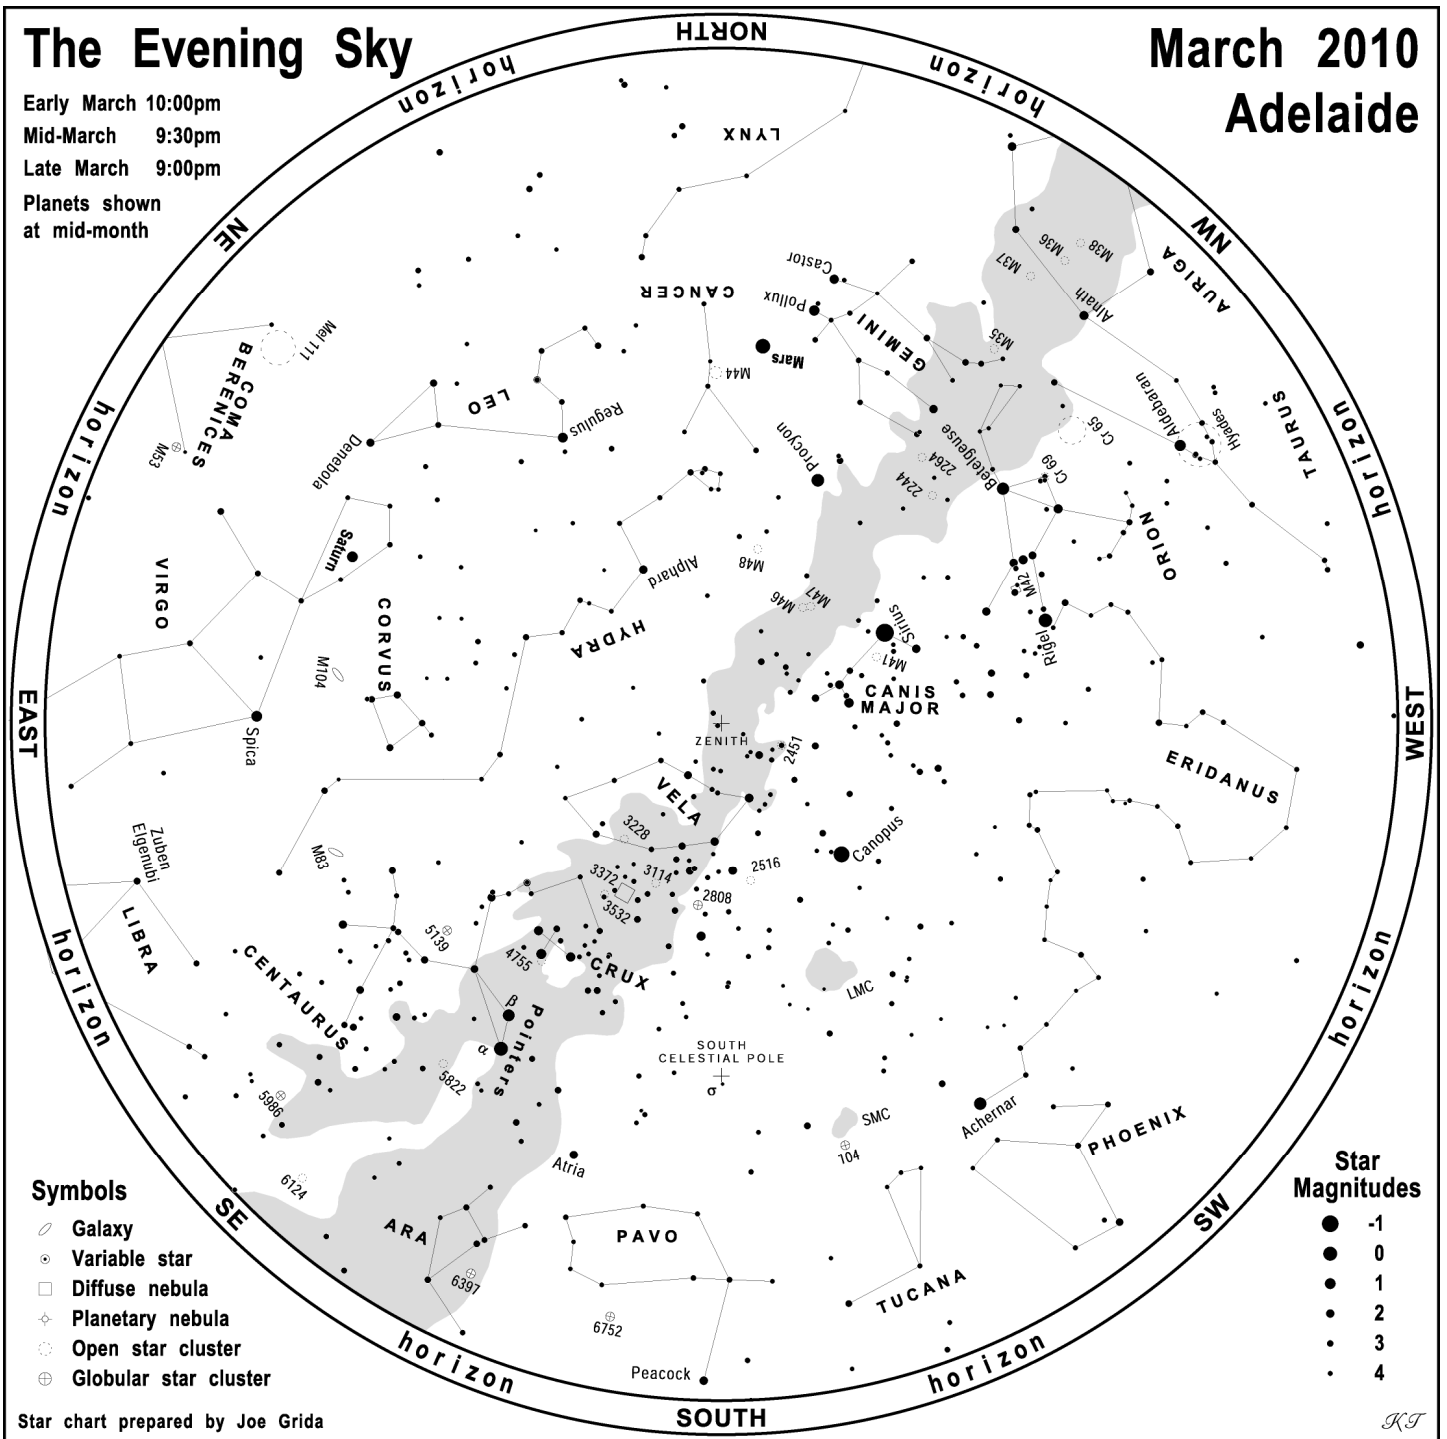 The Evening Sky
March 2010
Adelaide
Early March 10:00pm
Mid-March 9:30pm
Late March 9:00pm
Planets shown
at mid-month
NORTH
horizon
horizon
NE
NW
horizon
horizon
EAST
WEST
horizon
horizon
SE
SW
horizon
horizon
SOUTH
LYNX
Castor
Pollux
CANCER
GEMINI
M37
M36
M38
AURIGA
Alnath
M35
Mel 111
COMA
BERENICES
M53
LEO
Regulus
Denebola
Mars
M44
Procyon
Betelgeuse
2264
2244
Cr 69
Cr 65
Aldebaran
Hyades
TAURUS
ORION
M42
Rigel
VIRGO
Saturn
CORVUS
M104
Spica
Alphard
HYDRA
M48
M46
M47
Sirius
M41
CANIS
MAJOR
ZENITH
2451
ERIDANUS
VELA
3228
Canopus
Zuben
Elgenubi
M83
3372
3114
3532
2516
2808
LIBRA
CENTAURUS
5139
4755
CRUX
LMC
β
α
Pointers
SOUTH
CELESTIAL POLE
σ
5822
5986
SMC
104
Achernar
PHOENIX
Atria
6124
ARA
PAVO
6397
6752
TUCANA
Peacock
Symbols
Galaxy
Variable star
Diffuse nebula
Planetary nebula
Open star cluster
Globular star cluster
Star
Magnitudes
-1
0
1
2
3
4
Star chart prepared by Joe Grida
KT